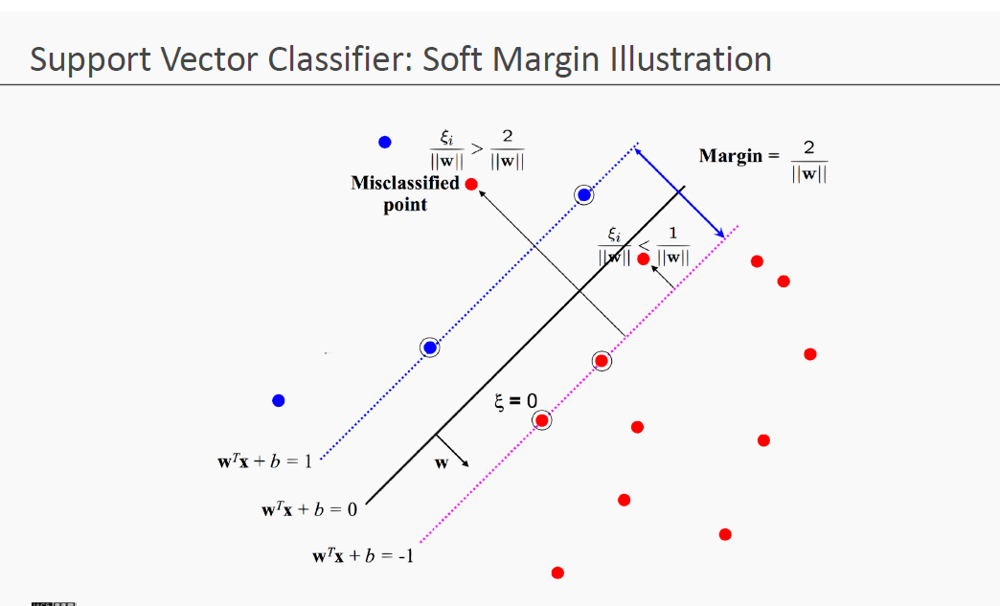 Support Vector Classifier: Soft Margin Illustration
ξᵢ/||w|| > 2/||w||
Margin = 2/||w||
Misclassified
point
ξᵢ/||w|| < 1/||w||
ξ = 0
wᵀx + b = 1
w
wᵀx + b = 0
wᵀx + b = -1